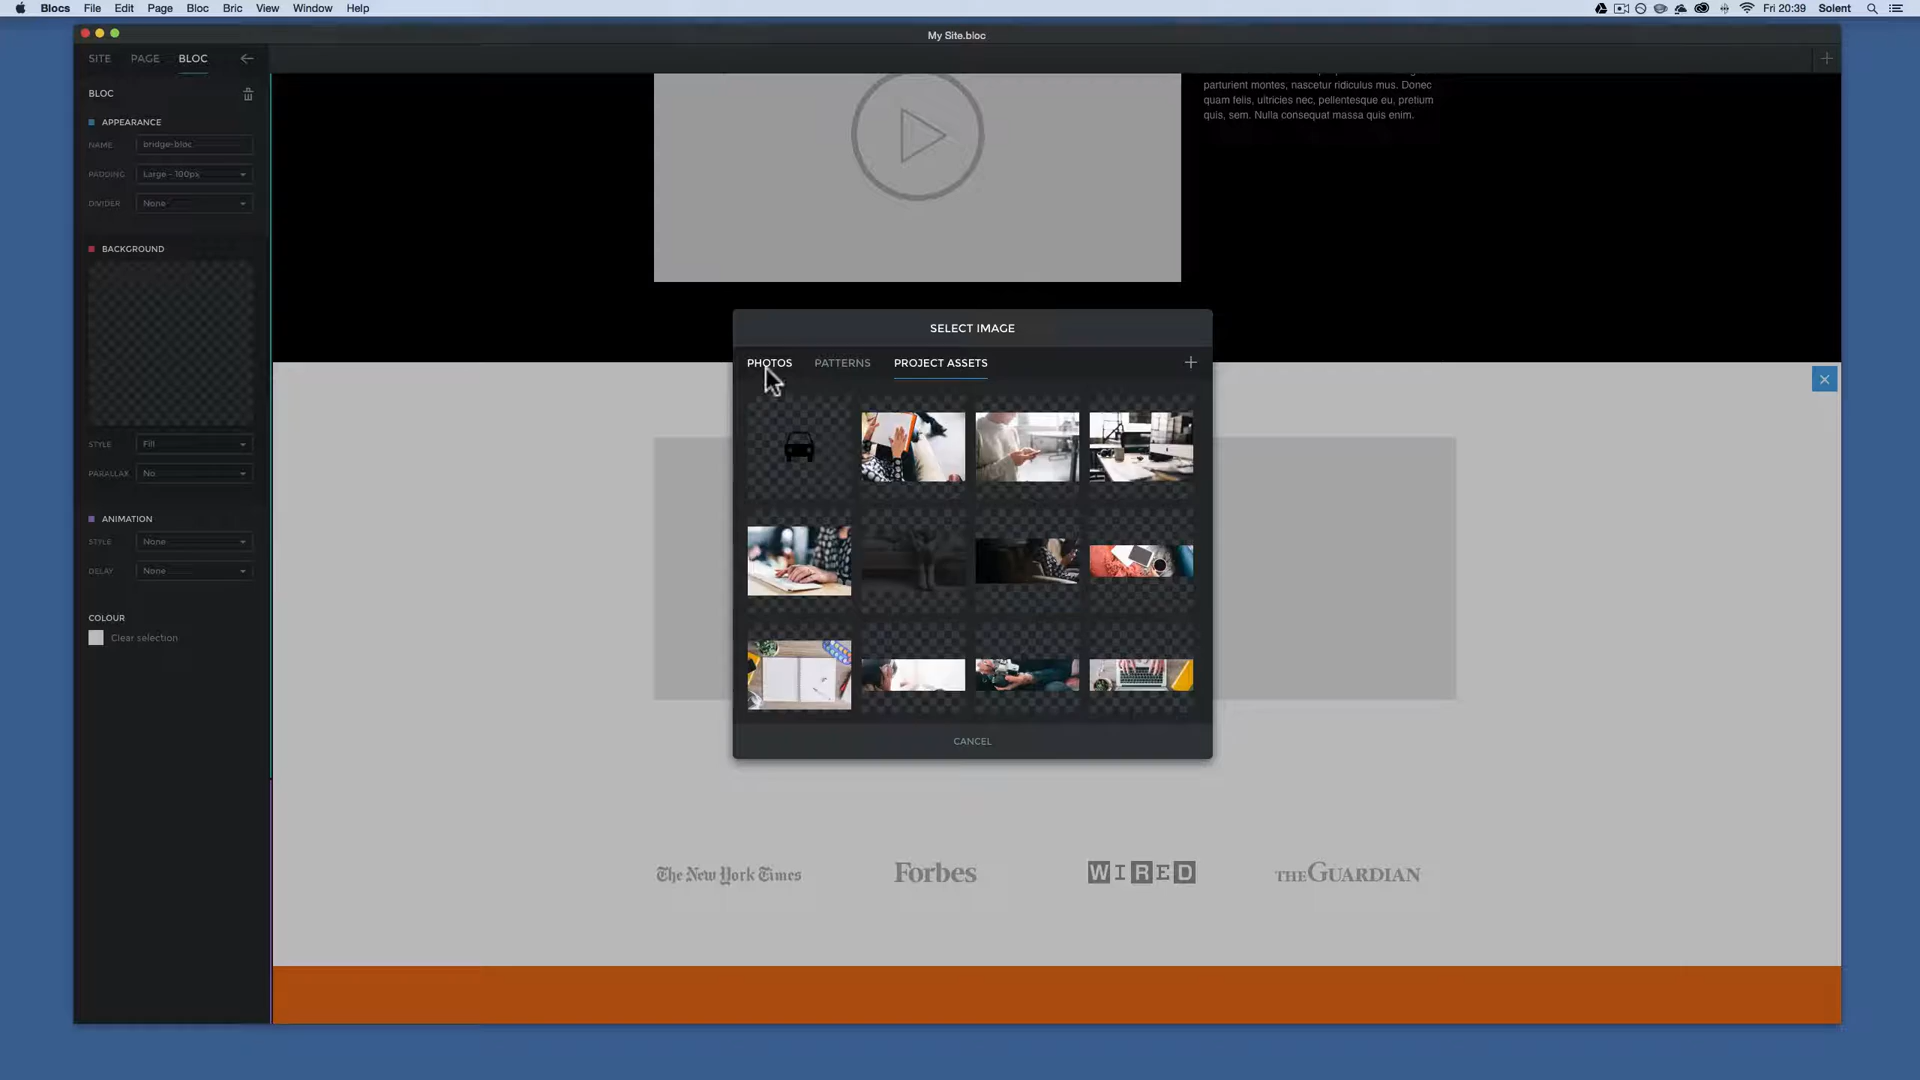 Blocs File Edit Page Bloc Bric View Window Help Fri 20:39 Solent
My Site.bloc
SITE PAGE BLOC
BLOC
APPEARANCE
NAME bridge-bloc
PADDING Large - 100px
DIVIDER None
BACKGROUND
STYLE Fill
PARALLAX No
ANIMATION
STYLE None
DELAY None
COLOUR
Clear selection
parturient montes, nascetur ridiculus mus. Donec
quam felis, ultricies nec, pellentesque eu, pretium
quis, sem. Nulla consequat massa quis enim.
SELECT IMAGE
PHOTOS PATTERNS PROJECT ASSETS
CANCEL
The New York Times Forbes WIRED THE GUARDIAN